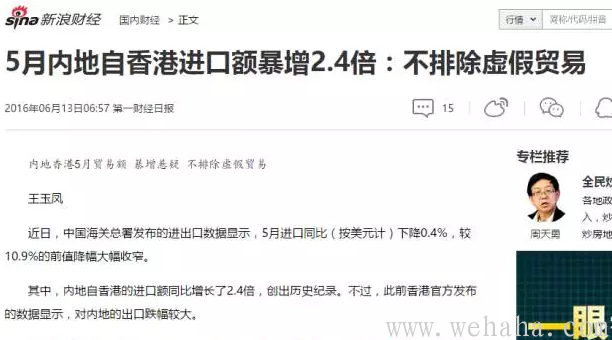 sina 新浪财经 国内财经 > 正文 行情 简称/代码/拼音
5月内地自香港进口额暴增2.4倍：不排除虚假贸易
2016年06月13日06:57 第一财经日报 15
内地香港5月贸易额 暴增悬疑 不排除虚假贸易
王玉凤
近日，中国海关总署发布的进出口数据显示，5月进口同比（按美元计）下降0.4%，较
10.9%的前值降幅大幅收窄。
其中，内地自香港的进口额同比增长了2.4倍，创出历史纪录。不过，此前香港官方发布
的数据显示，对内地的出口跌幅较大。
专栏推荐
周天勇
全民炒
各地政
入，炒
炒房地
一眼
www.wehaha.com